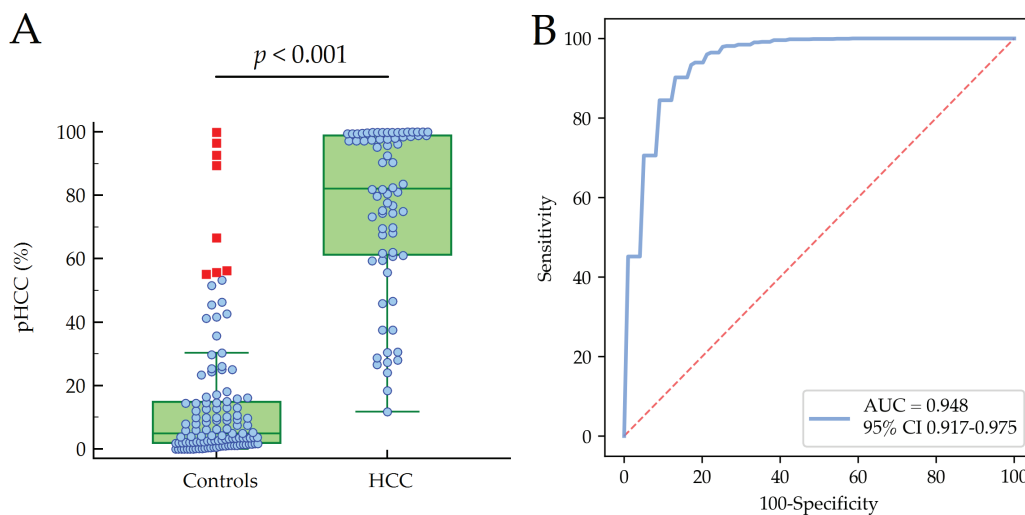 A
p < 0.001
pHCC (%)
100
80
60
40
20
0
Controls
HCC
B
Sensitivity
100
80
60
40
20
0
0
20
40
60
80
100
100-Specificity
AUC = 0.948
95% CI 0.917-0.975